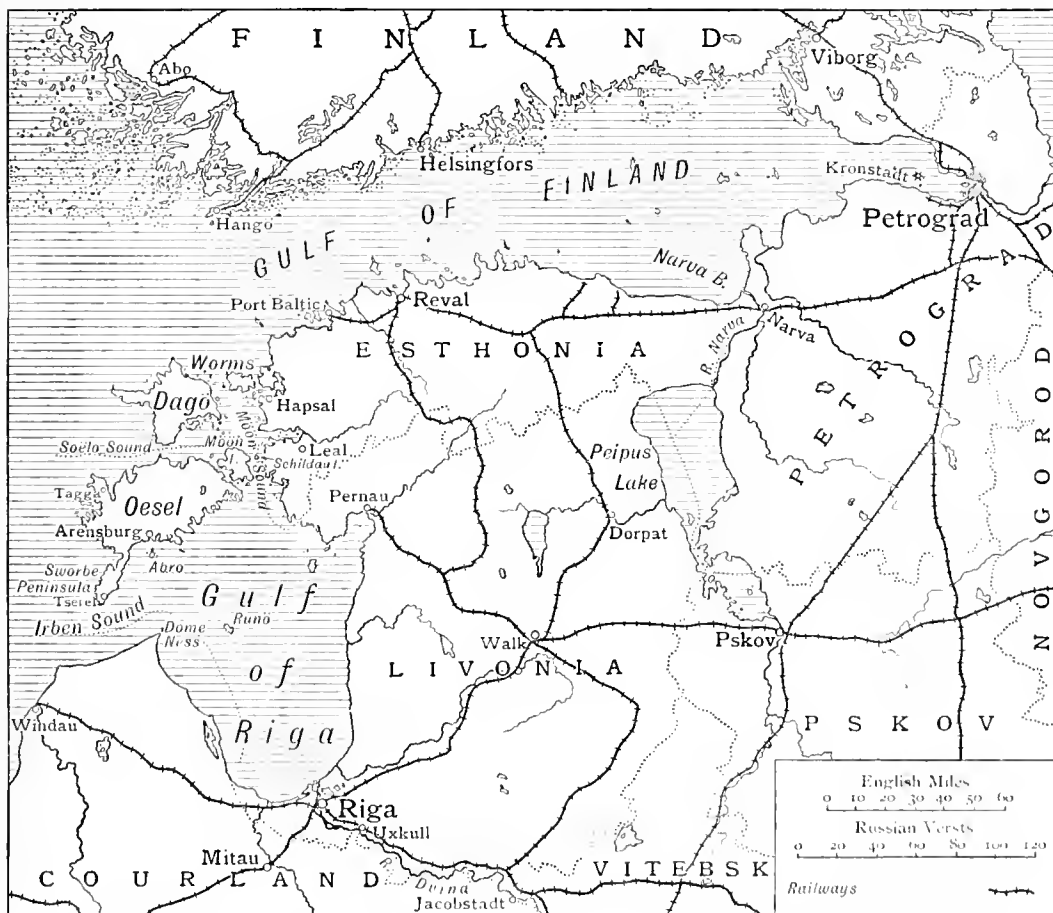 FINLAND
Abo
Viborg
Helsingfors
Kronstadt
Hango
Petrograd
GULF OF FINLAND
Narva B.
Port Baltic
Reval
R. Narva
Narva
ESTHONIA
PETROGRAD
NOVGOROD
Worms
Dago
Hapsal
Moon Sound
Soëlo Sound
Moon
Leal
Schildau I.
Peipus
Lake
Tagga
Oesel
Pernau
Arensburg
Dorpat
Abro
Sworbe
Peninsula
Tserel
Gulf
of
Riga
Irben Sound
Runö
Dome
Ness
Walk
Pskov
LIVONIA
Windau
PSKOV
English Miles
0 10 20 30 40 50 60
Russian Versts
0 20 40 60 80 100 120
Railways
Riga
Uxkull
Mitau
COURLAND
R. Dvina
VITEBSK
Jacobstadt